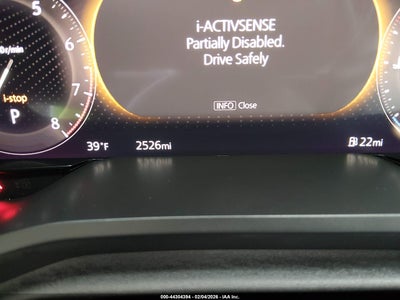 i-ACTIVSENSE
Partially Disabled.
Drive Safely
INFO Close
5
6
7
8
i-stop
P
39°F 2526mi 22mi
000-44304394 - 02/04/2026 - IAA Inc.